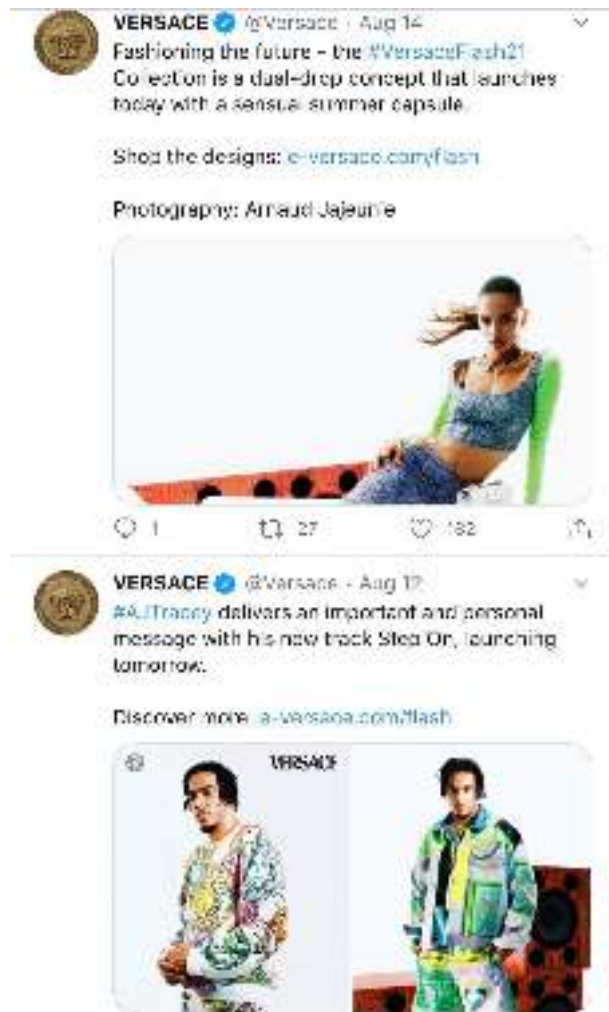 VERSACE @Versace · Aug 14
Fashioning the future – the #VersaceFlash21
Collection is a dual-drop concept that launches
today with a sensual summer capsule.
Shop the designs: e-versace.com/flash
Photography: Arnaud Lajeunie
1 27 182
VERSACE @Versace · Aug 12
#AJTracey delivers an important and personal
message with his new track Step On, launching
tomorrow.
Discover more e-versace.com/flash
VERSACE